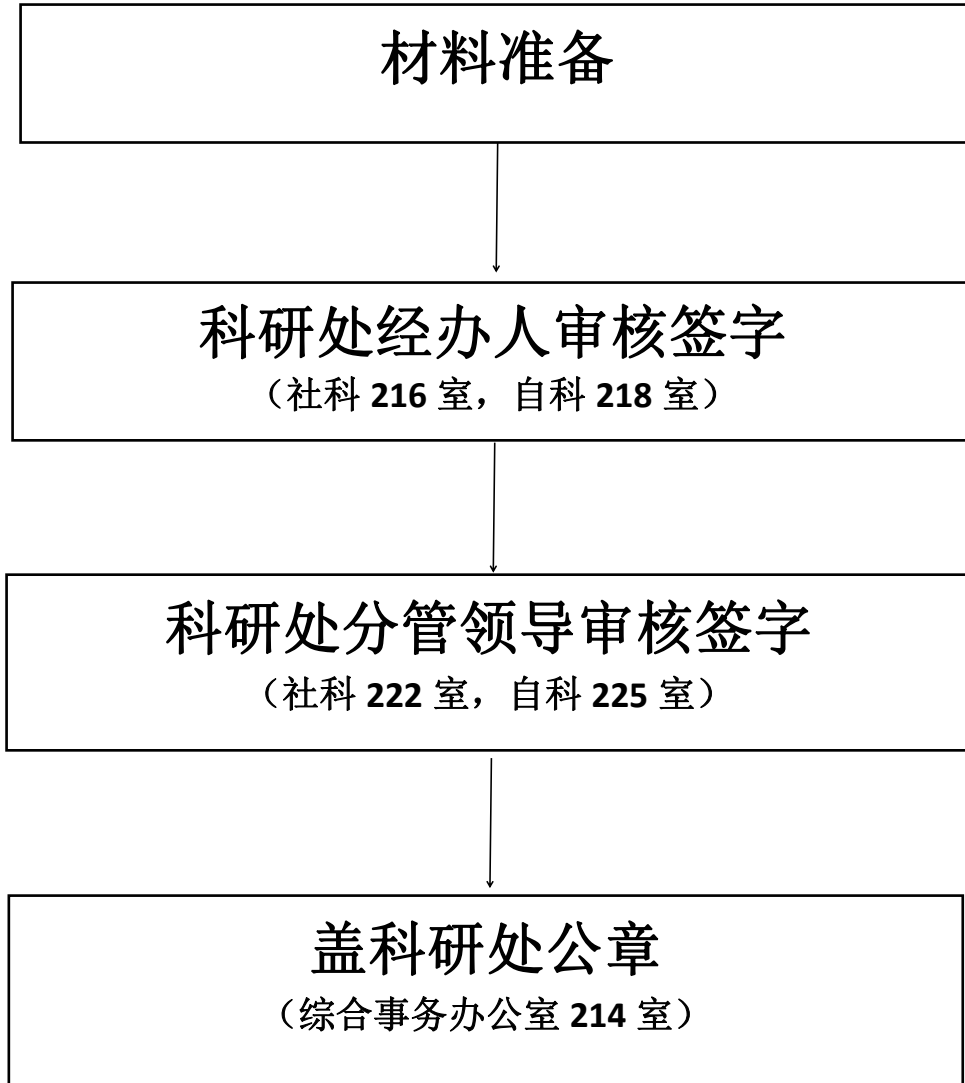 材料准备
科研处经办人审核签字
（社科 216 室，自科 218 室）
科研处分管领导审核签字
（社科 222 室，自科 225 室）
盖科研处公章
（综合事务办公室 214 室）